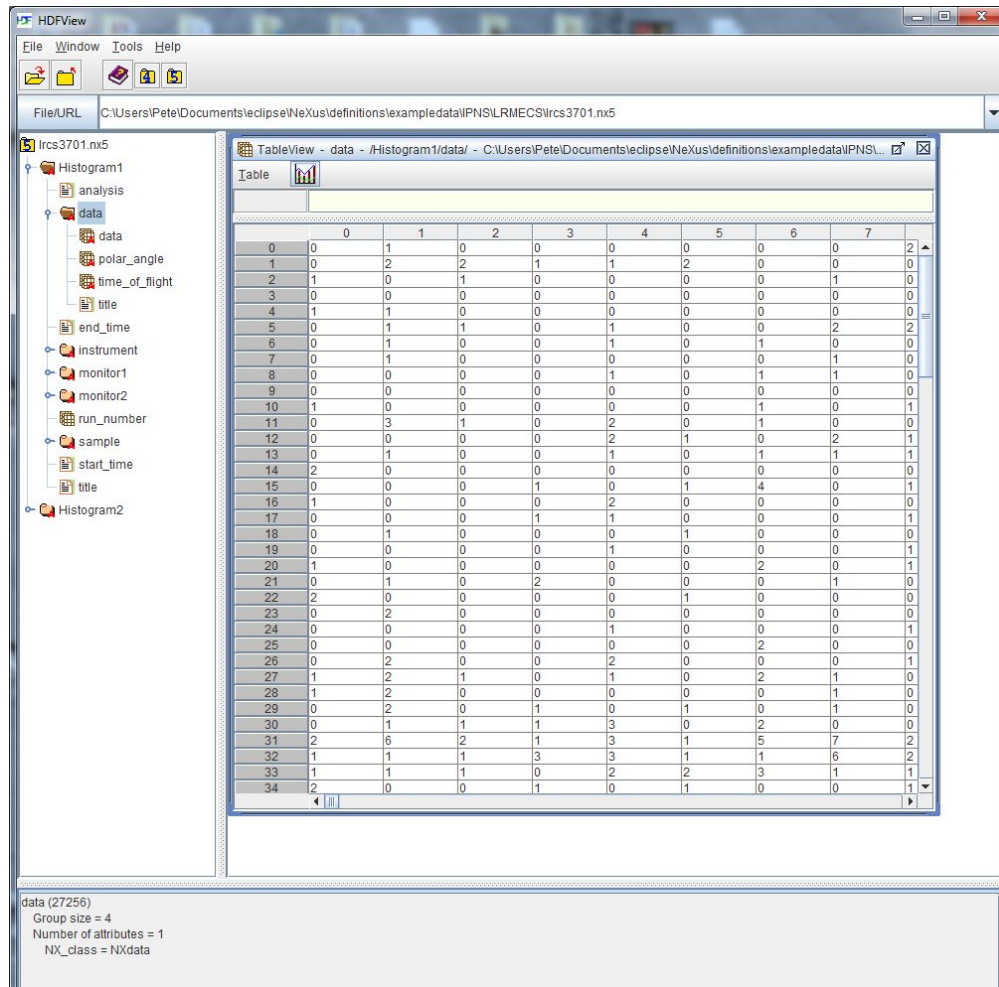 HDFView
File Window Tools Help
File/URL C:\Users\Pete\Documents\eclipse\NeXus\definitions\exampledata\IPNS\LRMECS\lrcs3701.nx5
lrcs3701.nx5
Histogram1
analysis
data
data
polar_angle
time_of_flight
title
end_time
instrument
monitor1
monitor2
run_number
sample
start_time
title
Histogram2
TableView - data - /Histogram1/data/ - C:\Users\Pete\Documents\eclipse\NeXus\definitions\exampledata\IPNS\...
Table
0 1 2 3 4 5 6 7
0 0 1 0 0 0 0 0 0 2
1 0 2 2 1 1 2 0 0 0
2 1 0 1 0 0 0 0 1 0
3 0 0 0 0 0 0 0 0 0
4 1 1 0 0 0 0 0 0 0
5 0 1 1 0 1 0 0 2 2
6 0 1 0 0 1 0 1 0 0
7 0 1 0 0 0 0 0 1 0
8 0 0 0 0 1 0 1 1 0
9 0 0 0 0 0 0 0 0 0
10 1 0 0 0 0 0 1 0 1
11 0 3 1 0 2 0 1 0 0
12 0 0 0 0 2 1 0 2 1
13 0 1 0 0 1 0 1 1 1
14 2 0 0 0 0 0 0 0 0
15 0 0 0 1 0 1 4 0 1
16 1 0 0 0 2 0 0 0 0
17 0 0 0 1 1 0 0 0 1
18 0 1 0 0 0 1 0 0 0
19 0 0 0 0 1 0 0 0 1
20 1 0 0 0 0 0 2 0 1
21 0 1 0 2 0 0 0 1 0
22 2 0 0 0 0 1 0 0 0
23 0 2 0 0 0 0 0 0 0
24 0 0 0 0 1 0 0 0 1
25 0 0 0 0 0 0 2 0 0
26 0 2 0 0 2 0 0 0 1
27 1 2 1 0 1 0 2 1 0
28 1 2 0 0 0 0 0 1 0
29 0 2 0 1 0 1 0 1 0
30 0 1 1 1 3 0 2 0 0
31 2 6 2 1 3 1 5 7 2
32 1 1 1 3 3 1 1 6 2
33 1 1 1 0 2 2 3 1 1
34 2 0 0 1 0 1 0 0 1
data (27256)
Group size = 4
Number of attributes = 1
NX_class = NXdata